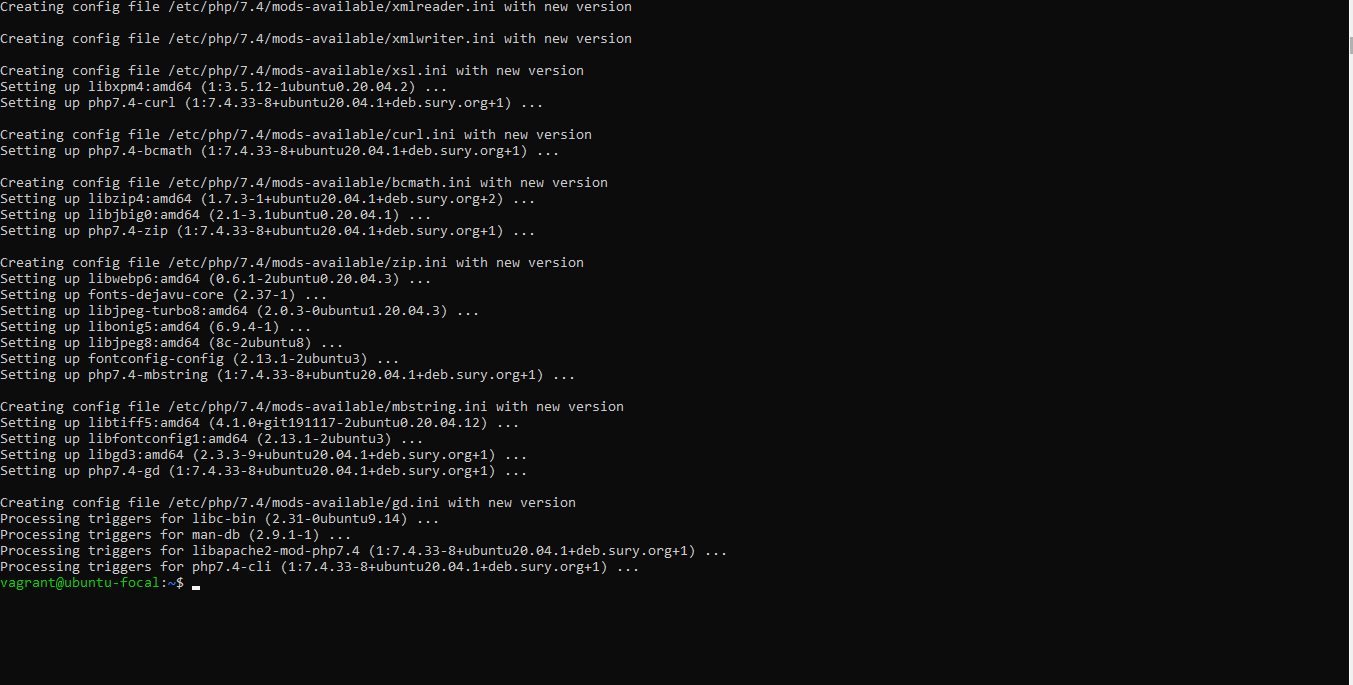 Creating config file /etc/php/7.4/mods-available/xmlreader.ini with new version
Creating config file /etc/php/7.4/mods-available/xmlwriter.ini with new version
Creating config file /etc/php/7.4/mods-available/xsl.ini with new version
Setting up libxpm4:amd64 (1:3.5.12-1ubuntu0.20.04.2) ...
Setting up php7.4-curl (1:7.4.33-8+ubuntu20.04.1+deb.sury.org+1) ...
Creating config file /etc/php/7.4/mods-available/curl.ini with new version
Setting up php7.4-bcmath (1:7.4.33-8+ubuntu20.04.1+deb.sury.org+1) ...
Creating config file /etc/php/7.4/mods-available/bcmath.ini with new version
Setting up libzip4:amd64 (1.7.3-1+ubuntu20.04.1+deb.sury.org+2) ...
Setting up libjbig0:amd64 (2.1-3.1ubuntu0.20.04.1) ...
Setting up php7.4-zip (1:7.4.33-8+ubuntu20.04.1+deb.sury.org+1) ...
Creating config file /etc/php/7.4/mods-available/zip.ini with new version
Setting up libwebp6:amd64 (0.6.1-2ubuntu0.20.04.3) ...
Setting up fonts-dejavu-core (2.37-1) ...
Setting up libjpeg-turbo8:amd64 (2.0.3-0ubuntu1.20.04.3) ...
Setting up libonig5:amd64 (6.9.4-1) ...
Setting up libjpeg8:amd64 (8c-2ubuntu8) ...
Setting up fontconfig-config (2.13.1-2ubuntu3) ...
Setting up php7.4-mbstring (1:7.4.33-8+ubuntu20.04.1+deb.sury.org+1) ...
Creating config file /etc/php/7.4/mods-available/mbstring.ini with new version
Setting up libtiff5:amd64 (4.1.0+git191117-2ubuntu0.20.04.12) ...
Setting up libfontconfig1:amd64 (2.13.1-2ubuntu3) ...
Setting up libgd3:amd64 (2.3.3-9+ubuntu20.04.1+deb.sury.org+1) ...
Setting up php7.4-gd (1:7.4.33-8+ubuntu20.04.1+deb.sury.org+1) ...
Creating config file /etc/php/7.4/mods-available/gd.ini with new version
Processing triggers for libc-bin (2.31-0ubuntu9.14) ...
Processing triggers for man-db (2.9.1-1) ...
Processing triggers for libapache2-mod-php7.4 (1:7.4.33-8+ubuntu20.04.1+deb.sury.org+1) ...
Processing triggers for php7.4-cli (1:7.4.33-8+ubuntu20.04.1+deb.sury.org+1) ...
vagrant@ubuntu-focal:~$